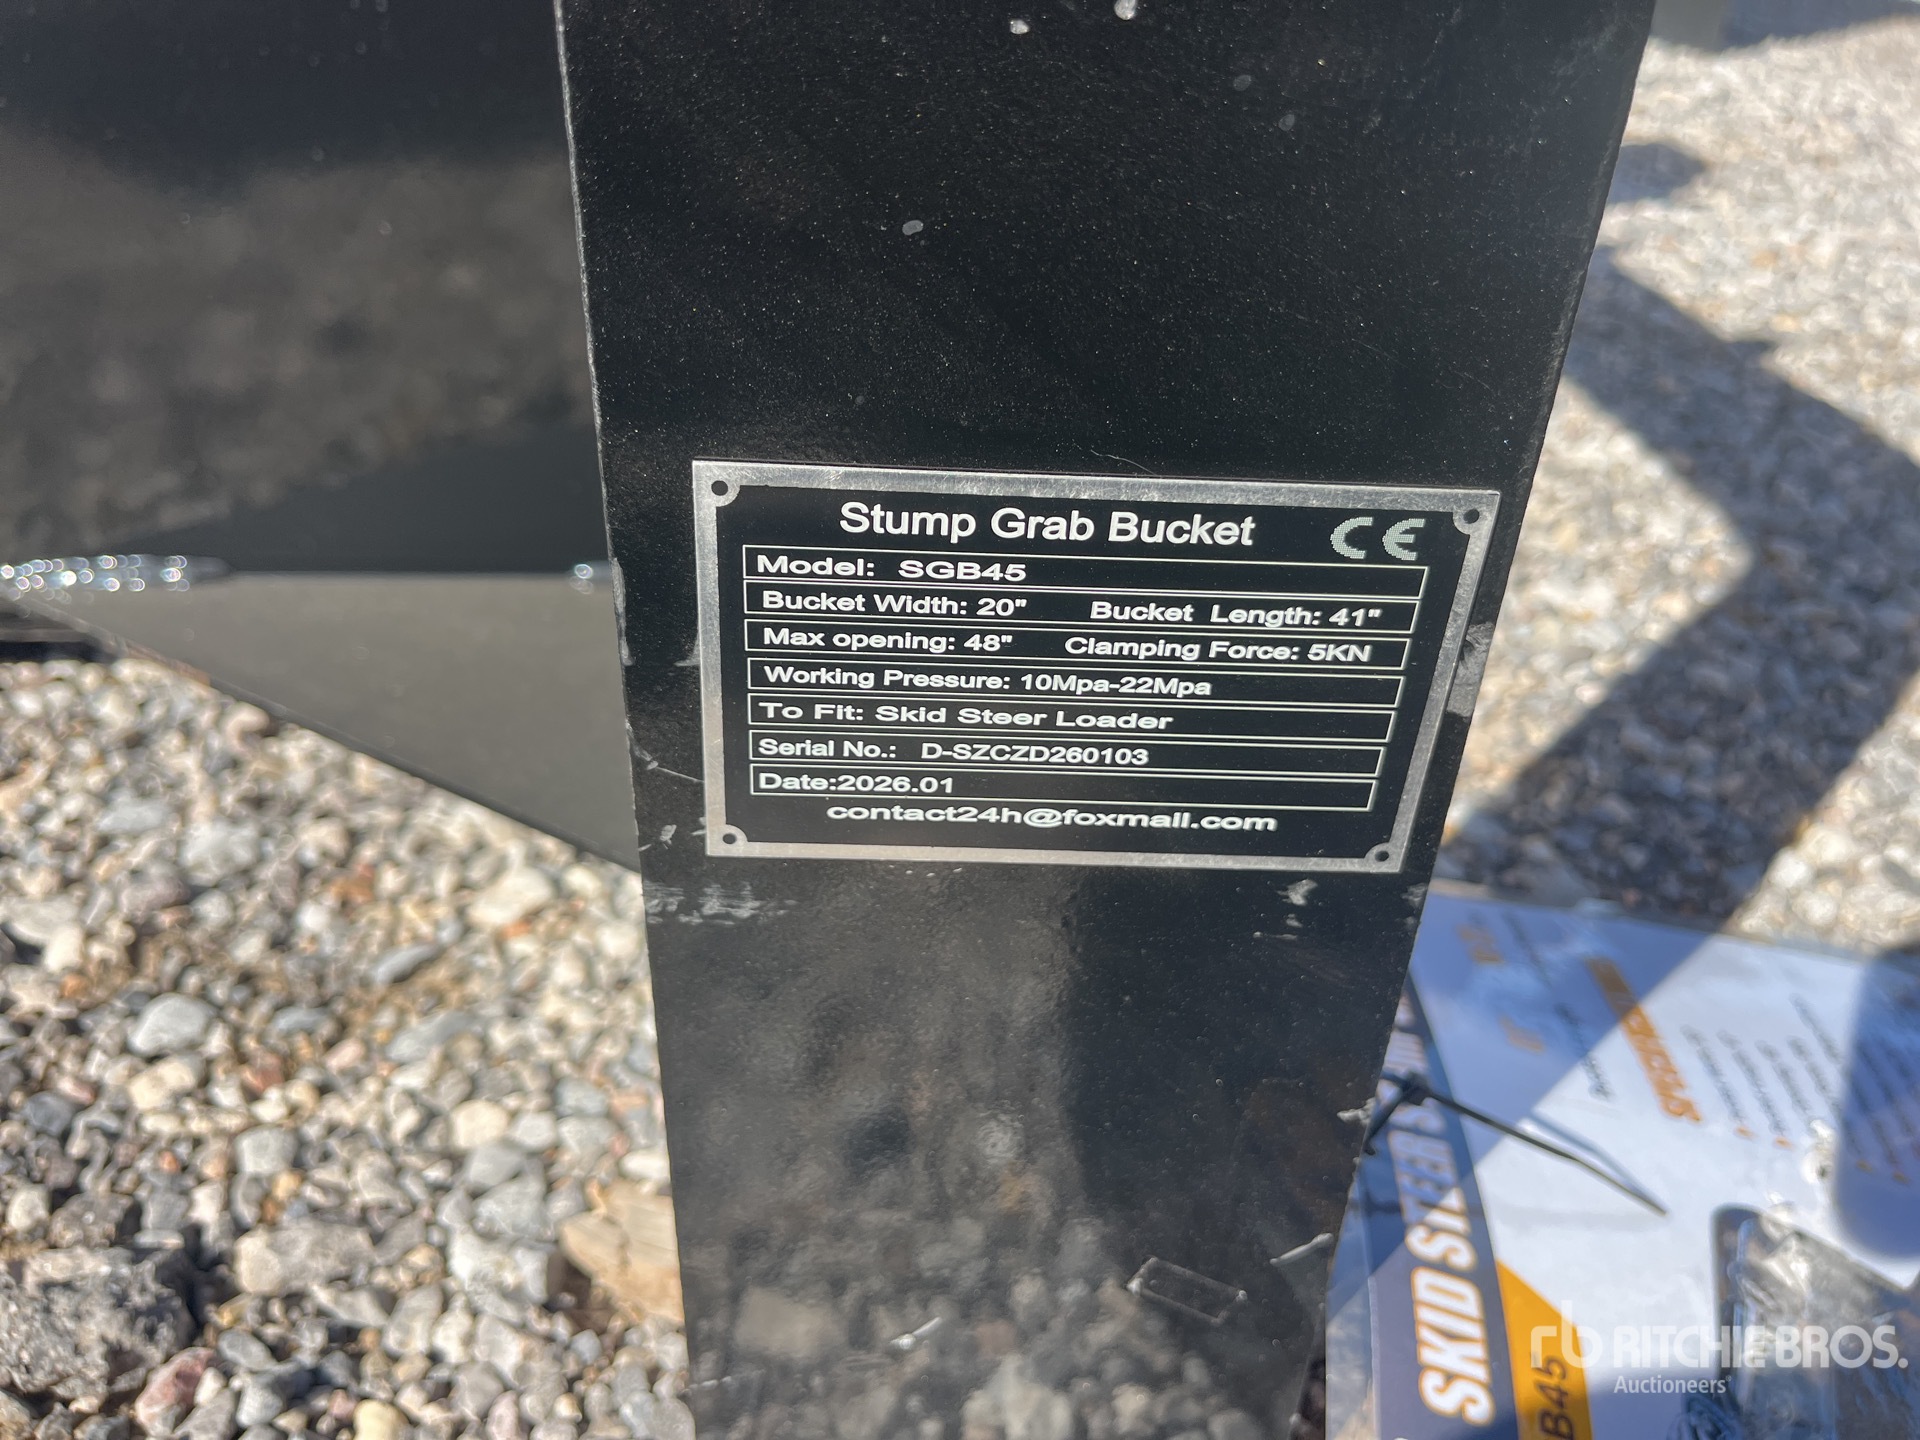 Stump Grab Bucket CE
Model: SGB45
Bucket Width: 20" Bucket Length: 41"
Max opening: 48" Clamping Force: 5KN
Working Pressure: 10Mpa-22Mpa
To Fit: Skid Steer Loader
Serial No.: D-SZCZD260103
Date:2026.01
contact24h@foxmail.com
SKID STEER
B45
rb RITCHIE BROS.
Auctioneers